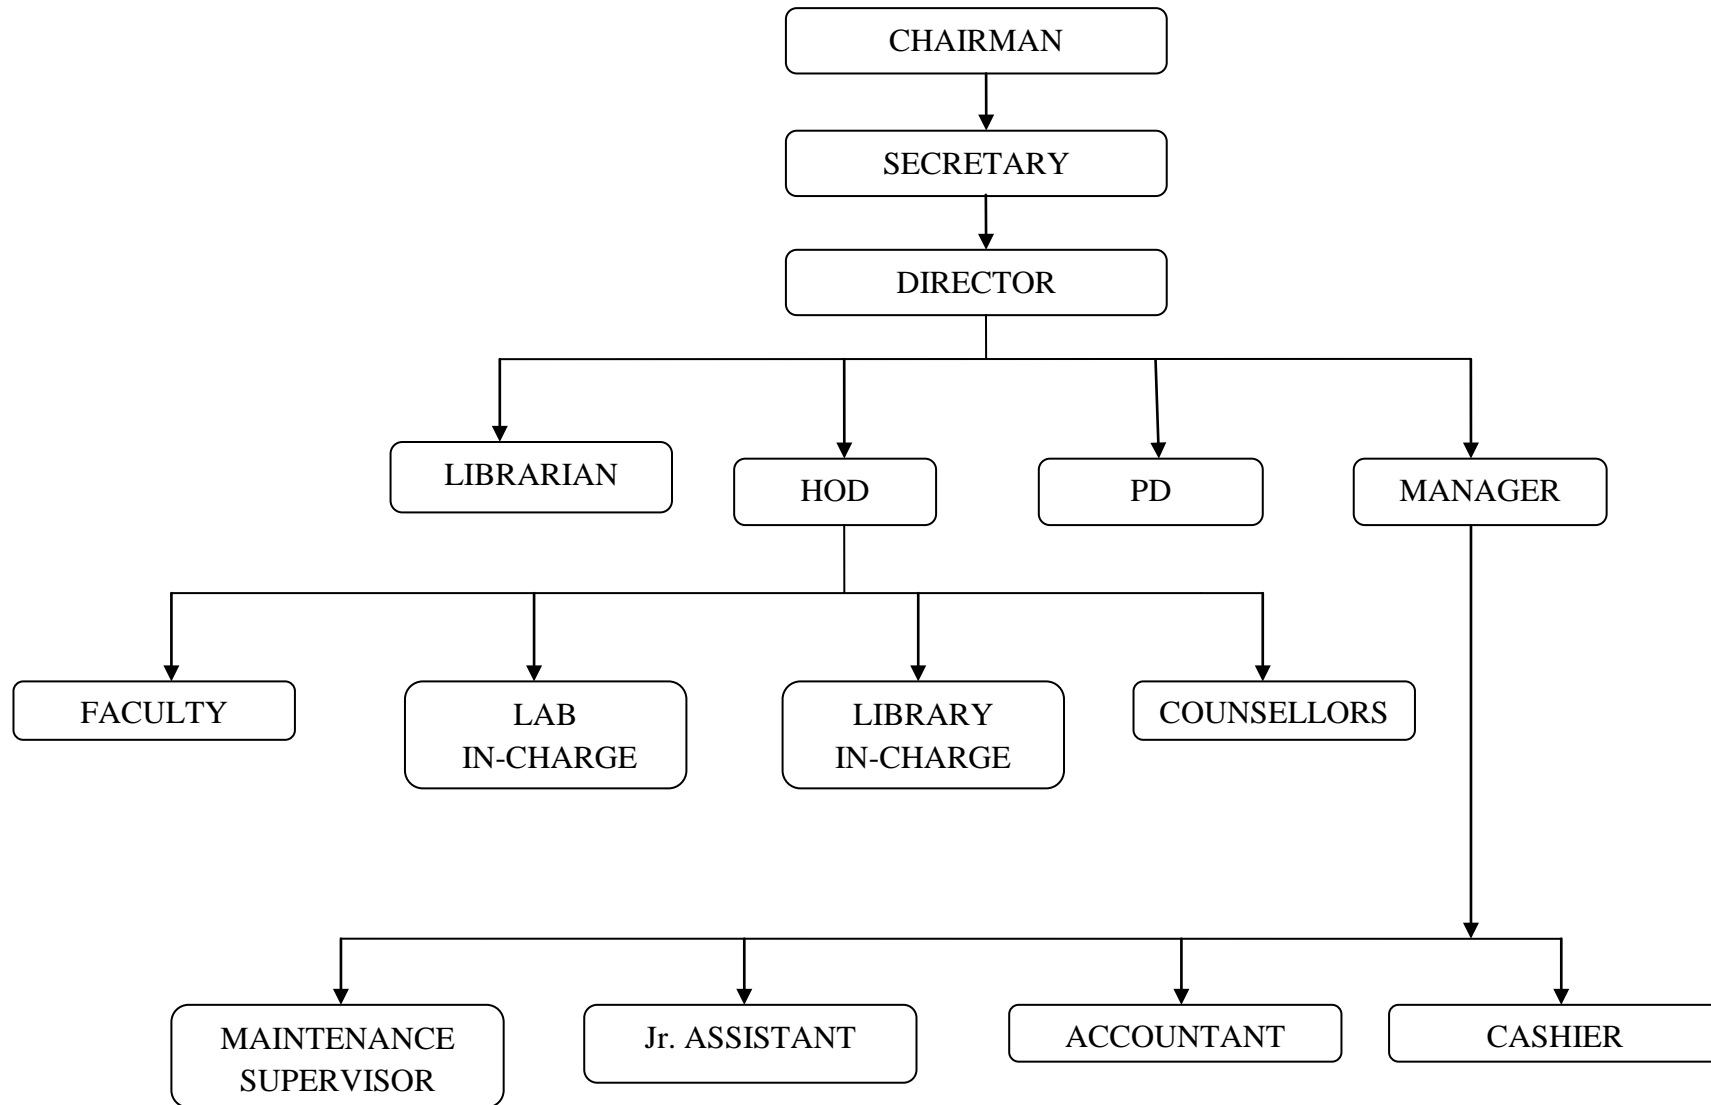 CHAIRMAN
SECRETARY
DIRECTOR
LIBRARIAN
HOD
PD
MANAGER
FACULTY
LAB
IN-CHARGE
LIBRARY
IN-CHARGE
COUNSELLORS
MAINTENANCE
SUPERVISOR
Jr. ASSISTANT
ACCOUNTANT
CASHIER